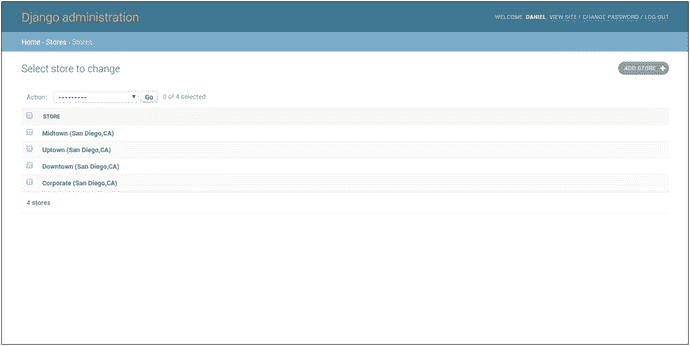 Django administration
WELCOME, DANIEL. VIEW SITE / CHANGE PASSWORD / LOG OUT
Home › Stores › Stores
Select store to change
ADD STORE +
Action: --------- Go 0 of 4 selected
STORE
Midtown (San Diego,CA)
Uptown (San Diego,CA)
Downtown (San Diego,CA)
Corporate (San Diego,CA)
4 stores